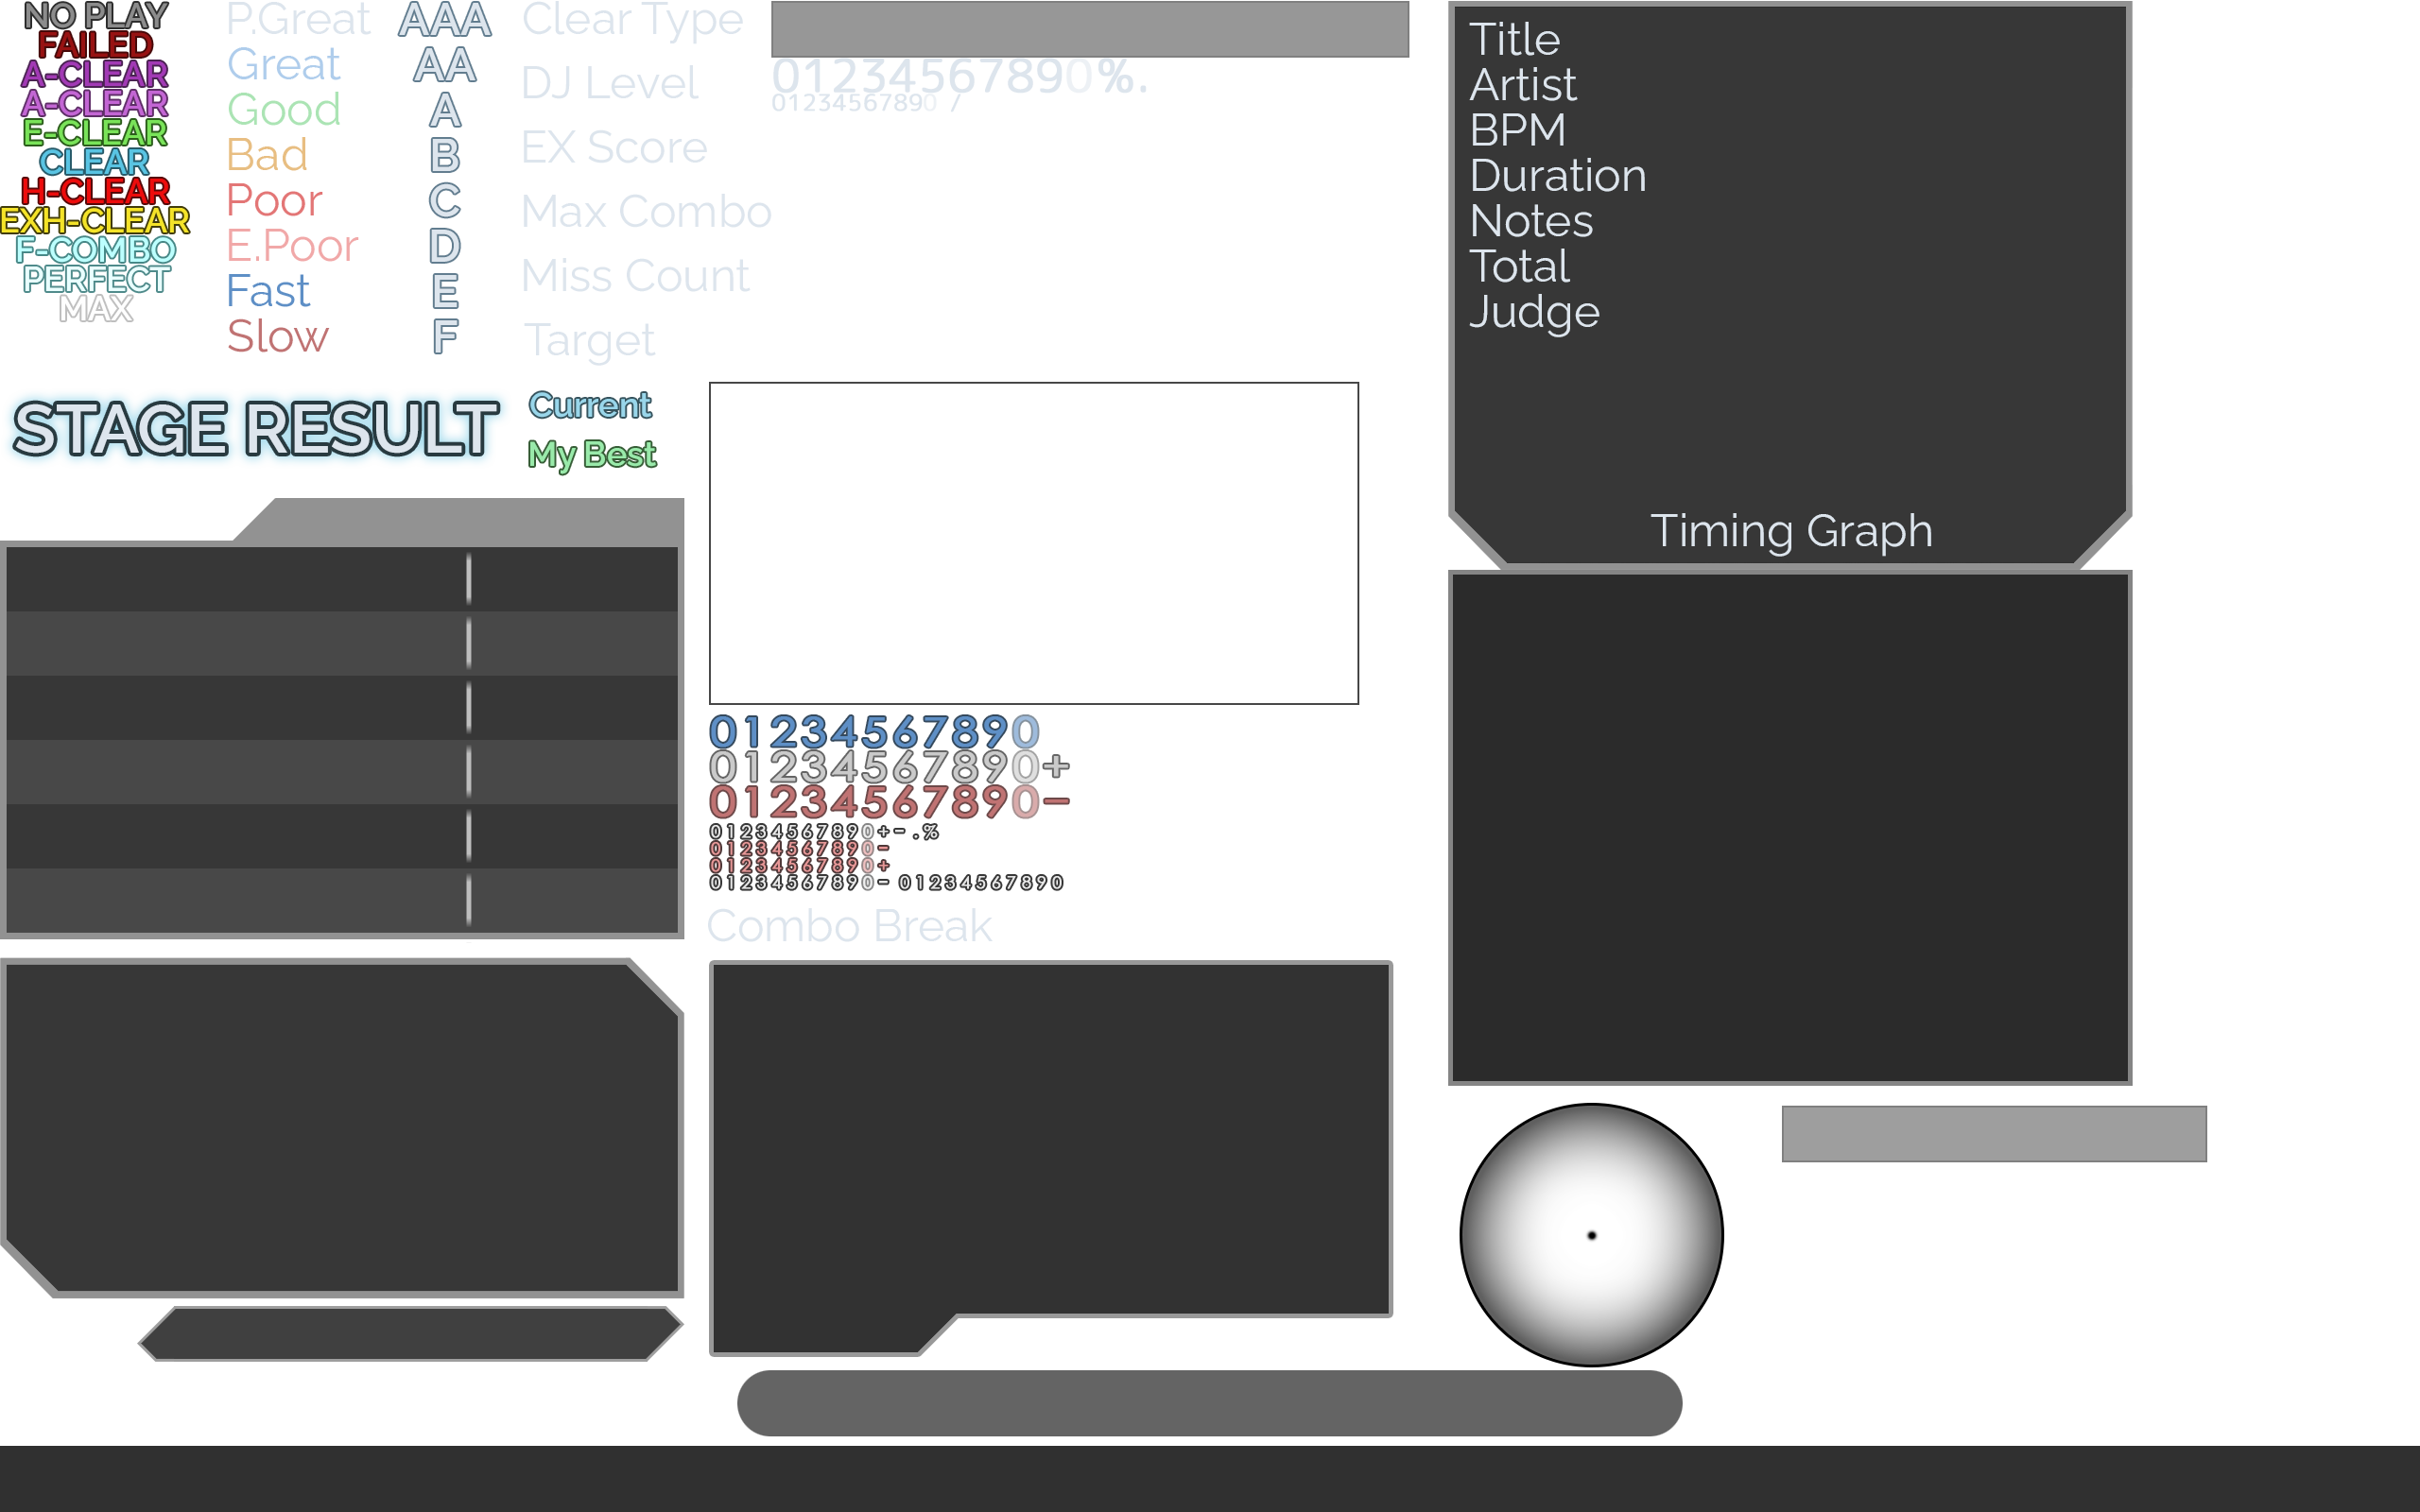 NO PLAY
FAILED
A-CLEAR
A-CLEAR
E-CLEAR
CLEAR
H-CLEAR
EXH-CLEAR
F-COMBO
PERFECT
MAX
P.Great
Great
Good
Bad
Poor
E.Poor
Fast
Slow
AAA
AA
A
B
C
D
E
F
Clear Type
DJ Level
EX Score
Max Combo
Miss Count
Target
01234567890%.
01234567890 /
Title
Artist
BPM
Duration
Notes
Total
Judge
Timing Graph
STAGE RESULT
Current
My Best
01234567890
01234567890+
01234567890-
01234567890+-.%
01234567890-
01234567890+
01234567890- 01234567890
Combo Break